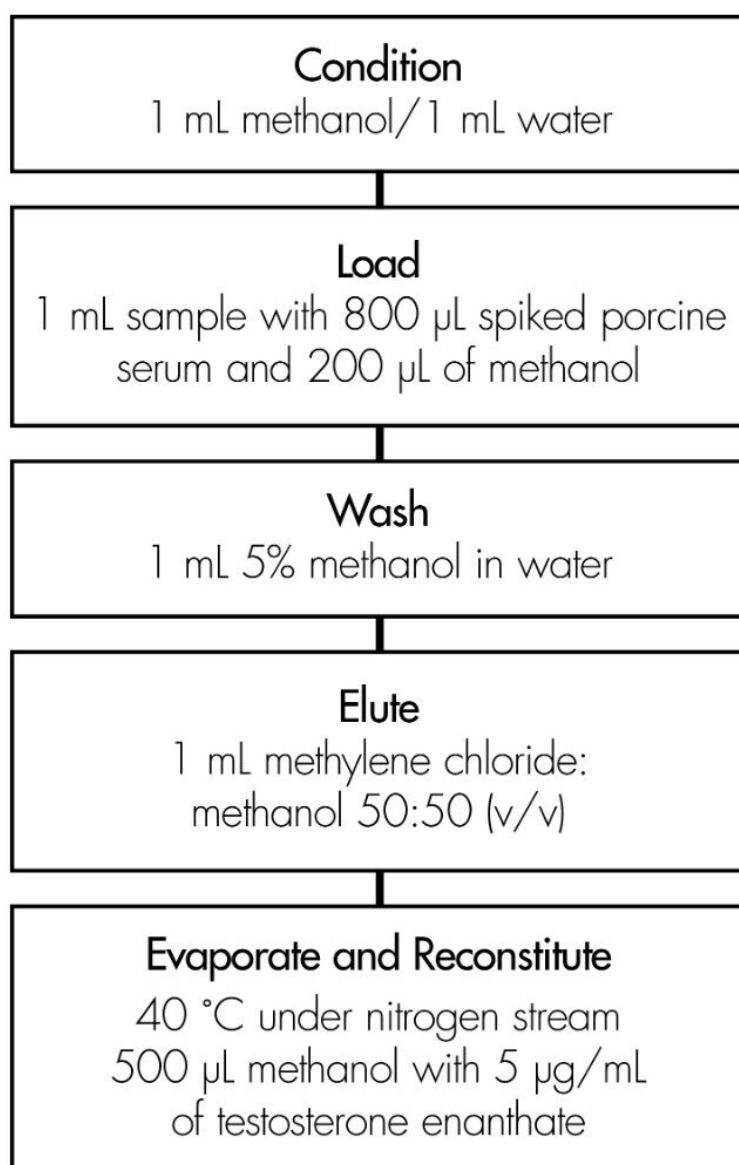 Condition
1 mL methanol/1 mL water
Load
1 mL sample with 800 µL spiked porcine
serum and 200 µL of methanol
Wash
1 mL 5% methanol in water
Elute
1 mL methylene chloride:
methanol 50:50 (v/v)
Evaporate and Reconstitute
40 °C under nitrogen stream
500 µL methanol with 5 µg/mL
of testosterone enanthate